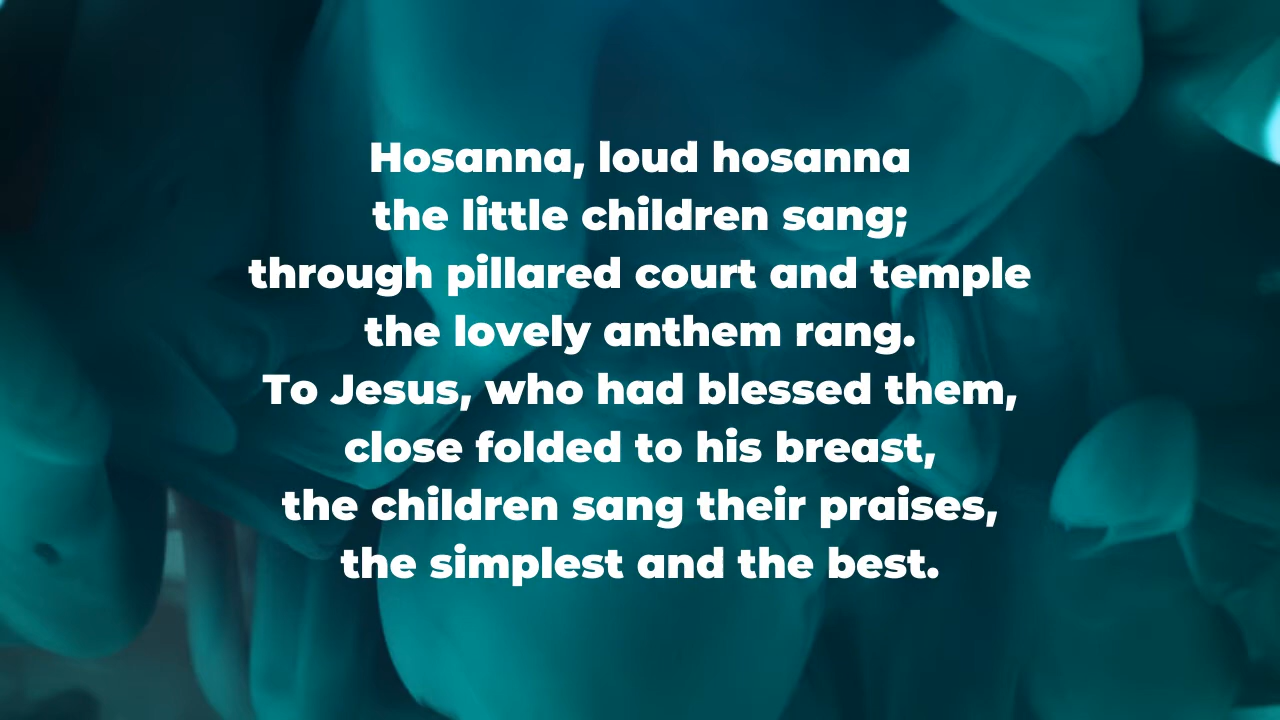 Hosanna, loud hosanna
the little children sang;
through pillared court and temple
the lovely anthem rang.
To Jesus, who had blessed them,
close folded to his breast,
the children sang their praises,
the simplest and the best.